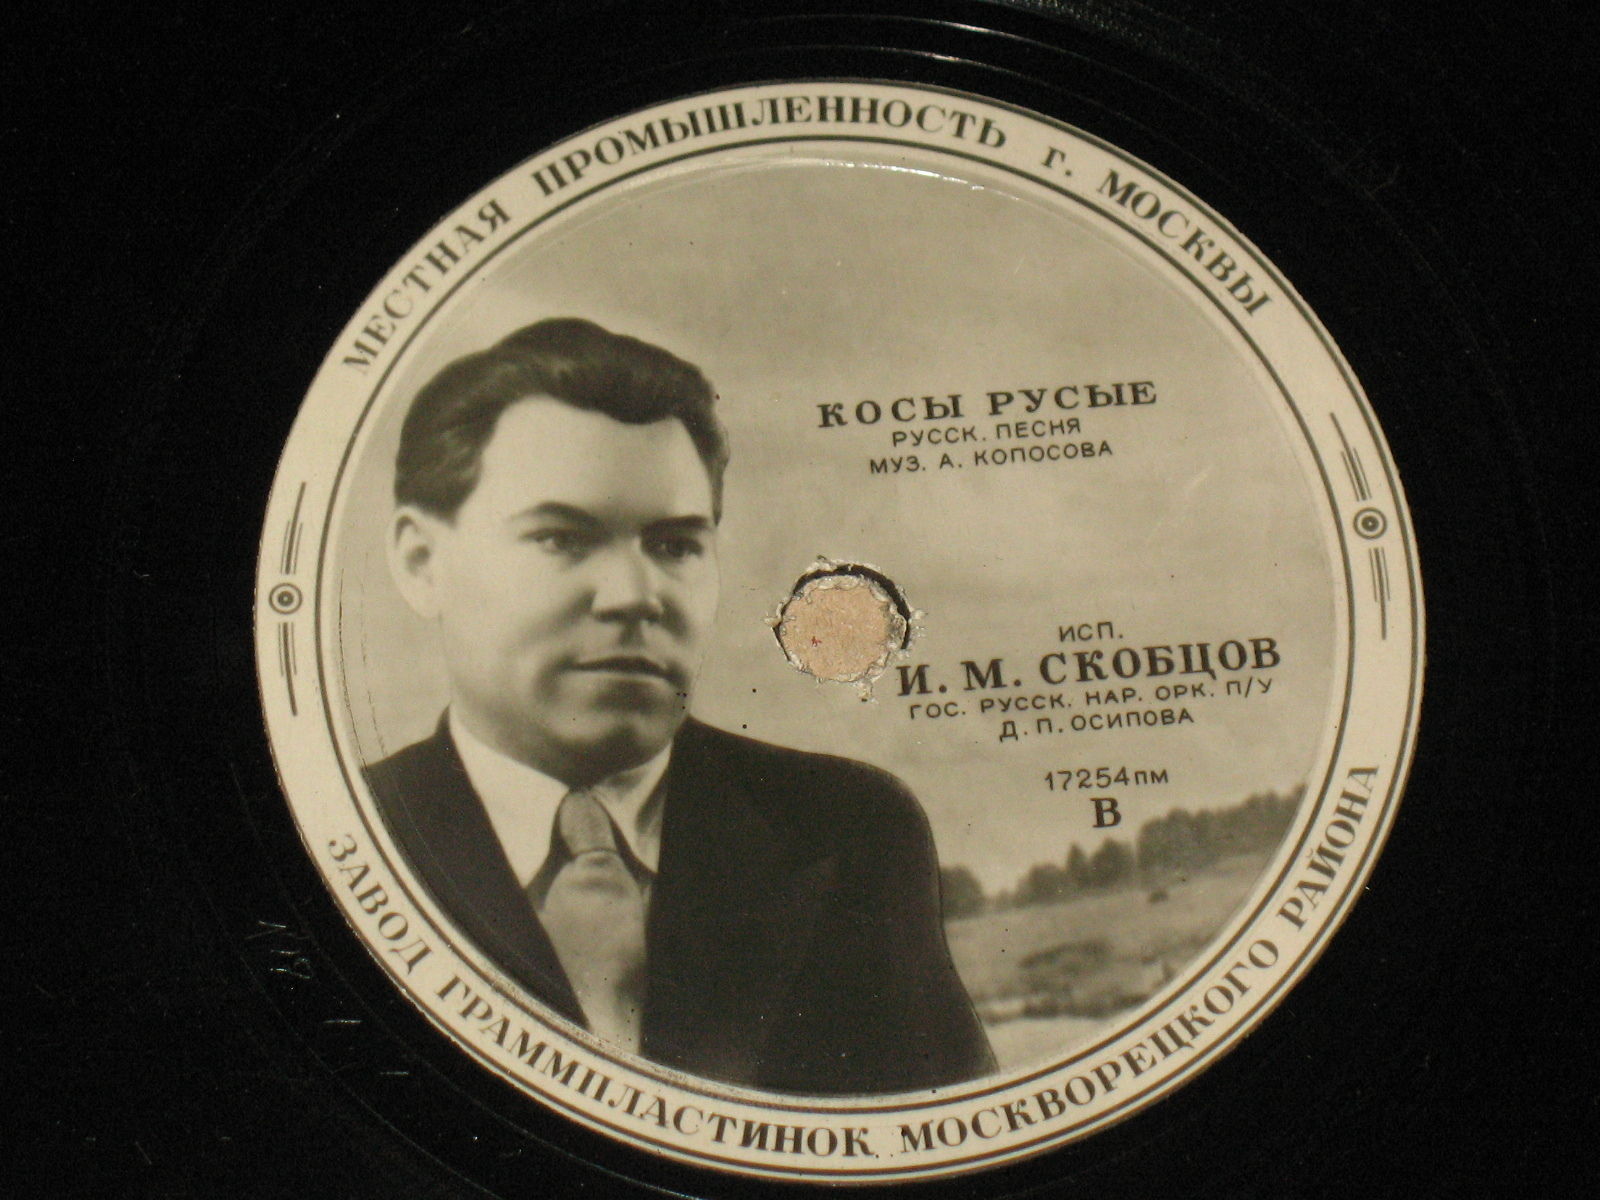 МЕСТНАЯ ПРОМЫШЛЕННОСТЬ г. МОСКВЫ
КОСЫ РУСЫЕ
РУССК. ПЕСНЯ
МУЗ. А. КОПОСОВА
ИСП.
И. М. СКОБЦОВ
ГОС. РУССК. НАР. ОРК. П/У
Д. П. ОСИПОВА
17254пм
В
ЗАВОД ГРАММПЛАСТИНОК МОСКВОРЕЦКОГО РАЙОНА